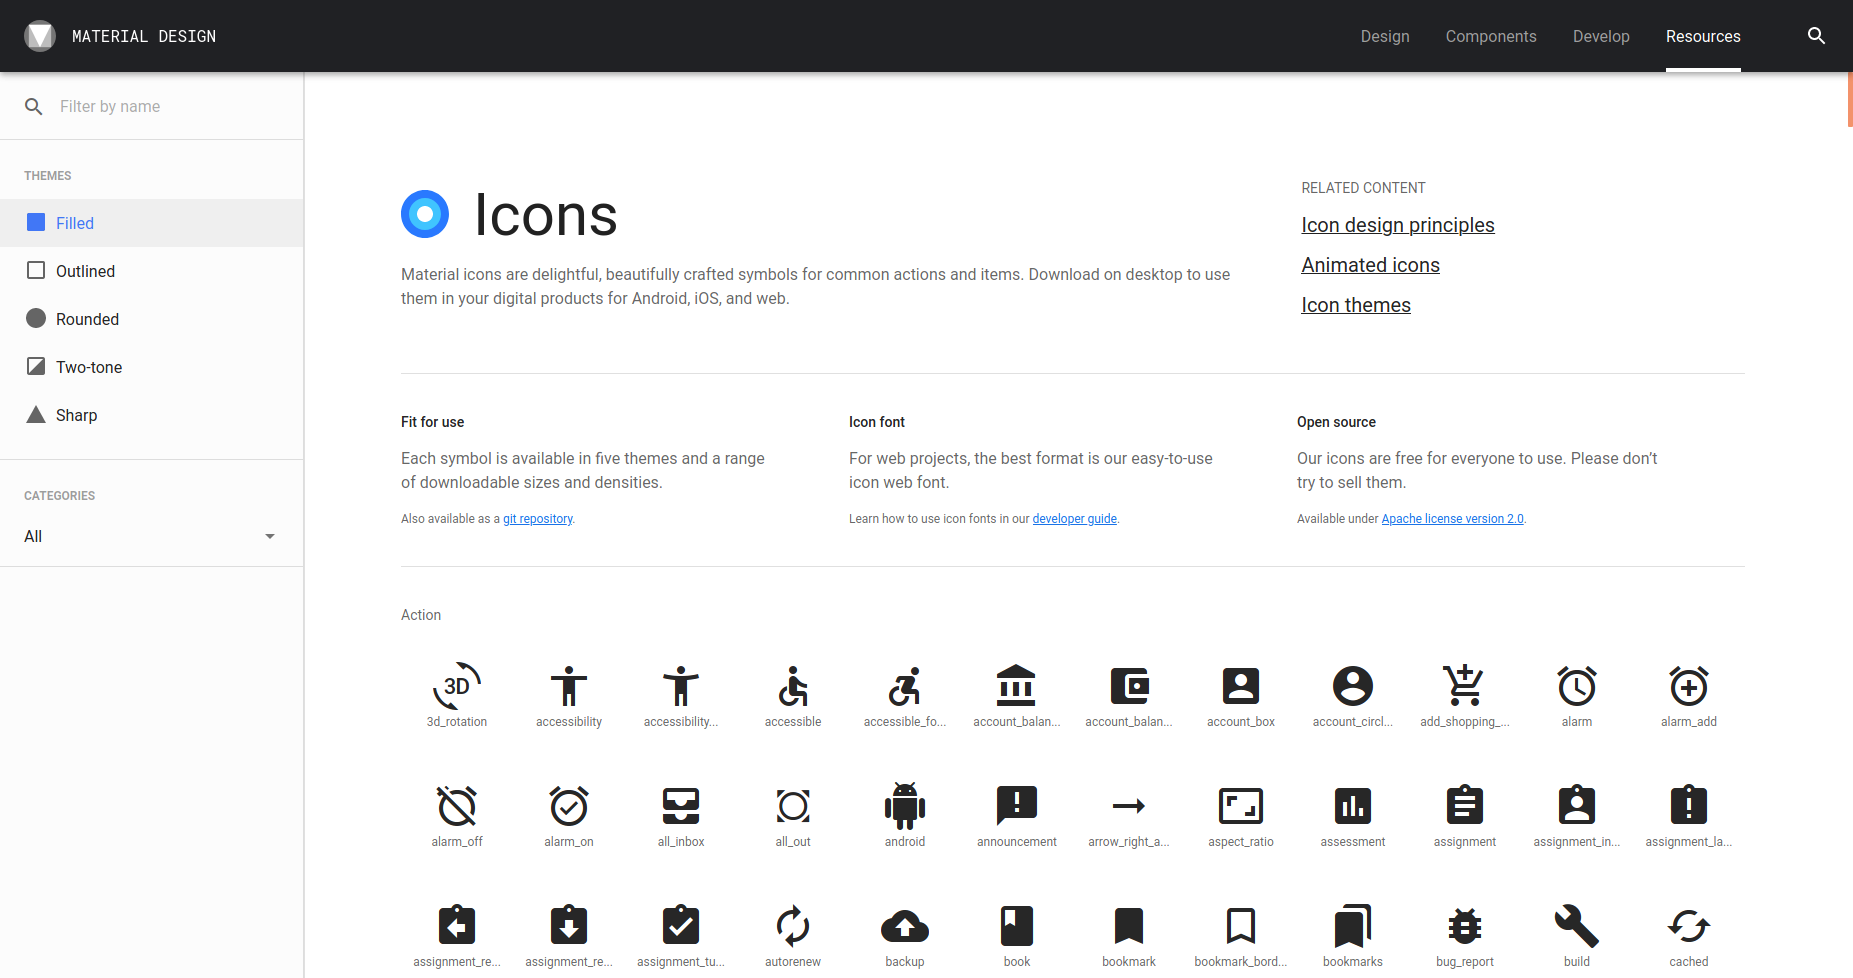 MATERIAL DESIGN
Design Components Develop Resources
Filter by name
THEMES
Filled
Outlined
Rounded
Two-tone
Sharp
CATEGORIES
All
Icons
Material icons are delightful, beautifully crafted symbols for common actions and items. Download on desktop to use
them in your digital products for Android, iOS, and web.
RELATED CONTENT
Icon design principles
Animated icons
Icon themes
Fit for use
Each symbol is available in five themes and a range
of downloadable sizes and densities.
Also available as a git repository.
Icon font
For web projects, the best format is our easy-to-use
icon web font.
Learn how to use icon fonts in our developer guide.
Open source
Our icons are free for everyone to use. Please don’t
try to sell them.
Available under Apache license version 2.0.
Action
3D
3d_rotation accessibility accessibility... accessible accessible_fo... account_balan... account_balan... account_box account_circl... add_shopping_... alarm alarm_add
alarm_off alarm_on all_inbox all_out android announcement arrow_right_a... aspect_ratio assessment assignment assignment_in... assignment_la...
assignment_re... assignment_re... assignment_tu... autorenew backup book bookmark bookmark_bord... bookmarks bug_report build cached